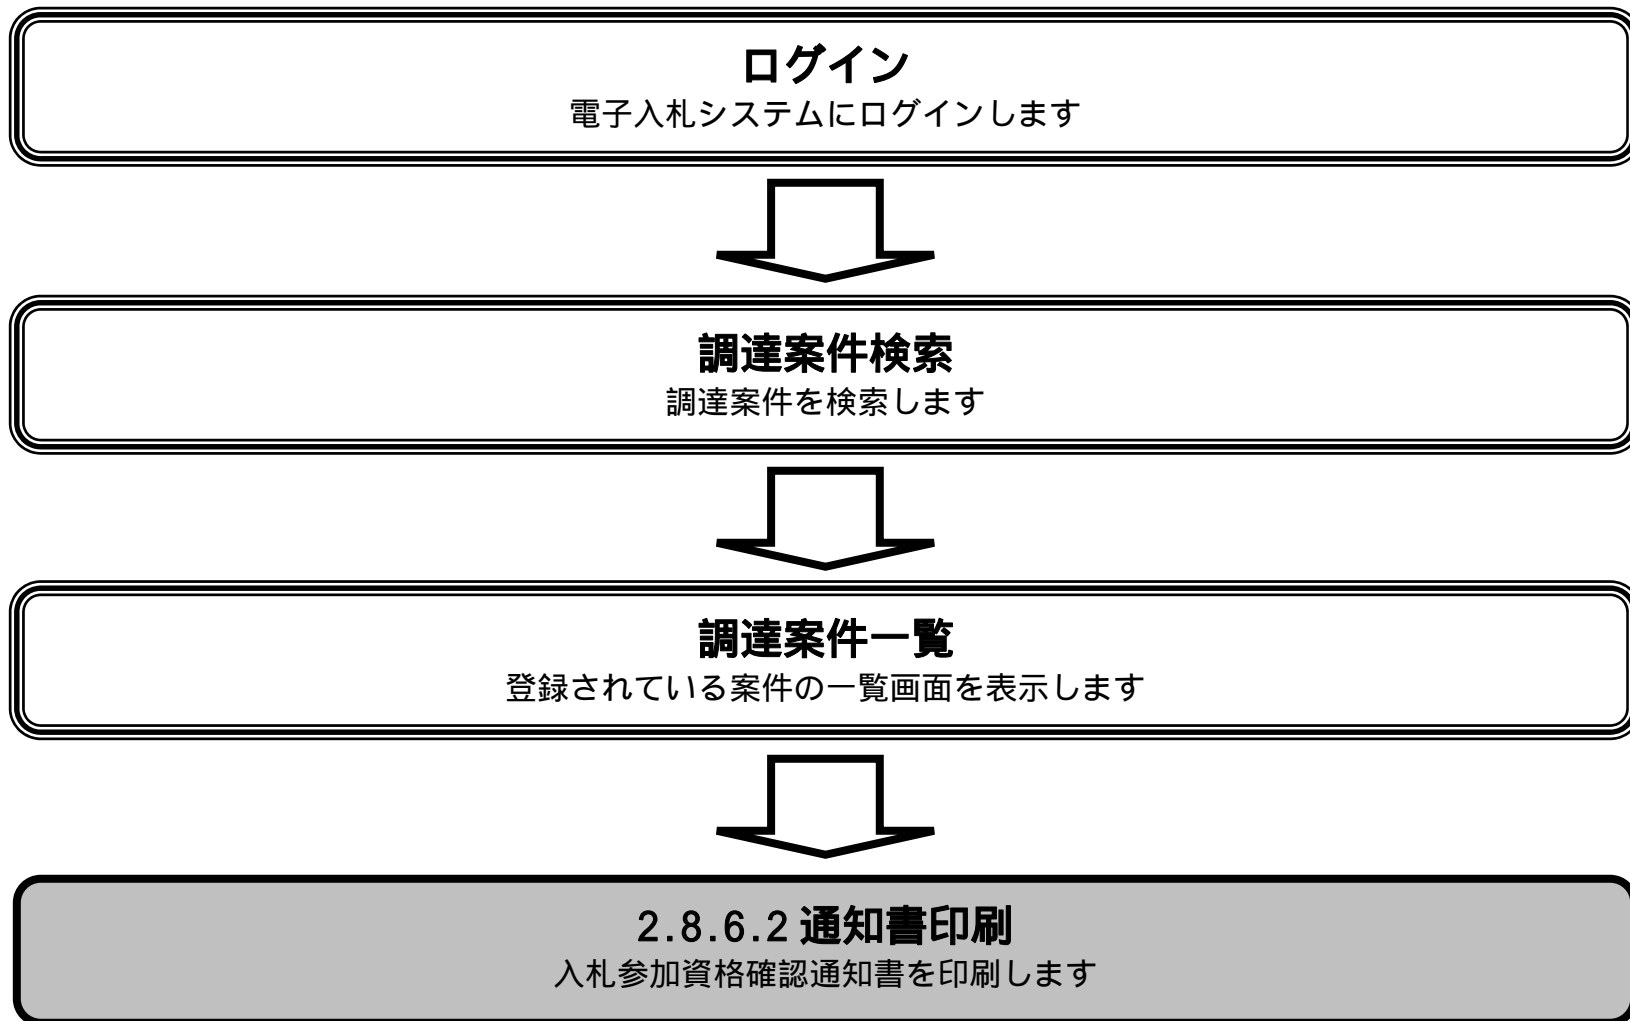 ログイン
電子入札システムにログインします
調達案件検索
調達案件を検索します
調達案件一覧
登録されている案件の一覧画面を表示します
2.8.6.2 通知書印刷
入札参加資格確認通知書を印刷します